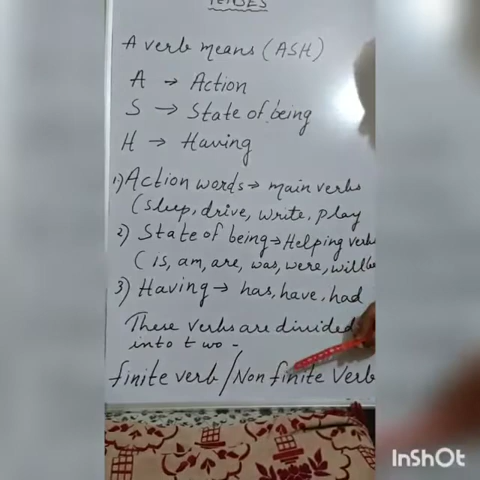 TENSES
A verb means (ASH)
A → Action
S → State of being
H → Having
1) Action words → main verbs
(sleep, drive, write, play
2) State of being → Helping verbs
(is, am, are, was, were, will be
3) Having → has, have, had
These verbs are divided
into two -
finite verb / Non finite Verb
InShOt